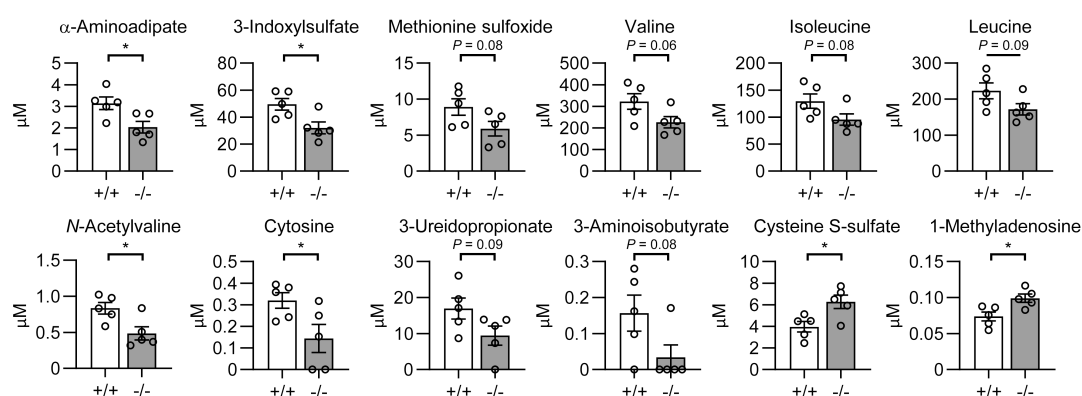 α-Aminoadipate
*
µM
5
4
3
2
1
0
+/+ -/-
3-Indoxylsulfate
*
µM
80
60
40
20
0
+/+ -/-
Methionine sulfoxide
P = 0.08
µM
15
10
5
0
+/+ -/-
Valine
P = 0.06
µM
500
400
300
200
100
0
+/+ -/-
Isoleucine
P = 0.08
µM
200
150
100
50
0
+/+ -/-
Leucine
P = 0.09
µM
300
200
100
0
+/+ -/-
N-Acetylvaline
*
µM
1.5
1.0
0.5
0
+/+ -/-
Cytosine
*
µM
0.5
0.4
0.3
0.2
0.1
0
+/+ -/-
3-Ureidopropionate
P = 0.09
µM
30
20
10
0
+/+ -/-
3-Aminoisobutyrate
P = 0.08
µM
0.3
0.2
0.1
0
+/+ -/-
Cysteine S-sulfate
*
µM
10
8
6
4
2
0
+/+ -/-
1-Methyladenosine
*
µM
0.15
0.10
0.05
0
+/+ -/-